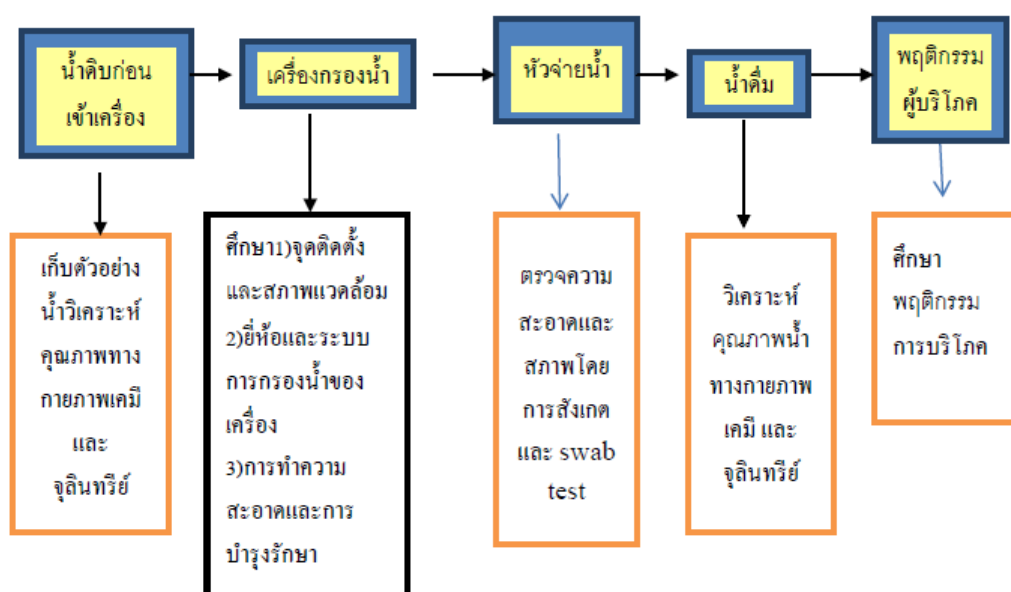 น้ำดิบก่อน
เข้าเครื่อง
เครื่องกรองน้ำ
หัวจ่ายน้ำ
น้ำดื่ม
พฤติกรรม
ผู้บริโภค
เก็บตัวอย่าง
น้ำวิเคราะห์
คุณภาพทาง
กายภาพเคมี
และ
จุลินทรีย์
ศึกษา1)จุดติดตั้ง
และสภาพแวดล้อม
2)ยี่ห้อและระบบ
การกรองน้ำของ
เครื่อง
3)การทำความ
สะอาดและการ
บำรุงรักษา
ตรวจความ
สะอาดและ
สภาพโดย
การสังเกต
และ swab
test
วิเคราะห์
คุณภาพน้ำ
ทางกายภาพ
เคมี และ
จุลินทรีย์
ศึกษา
พฤติกรรม
การบริโภค